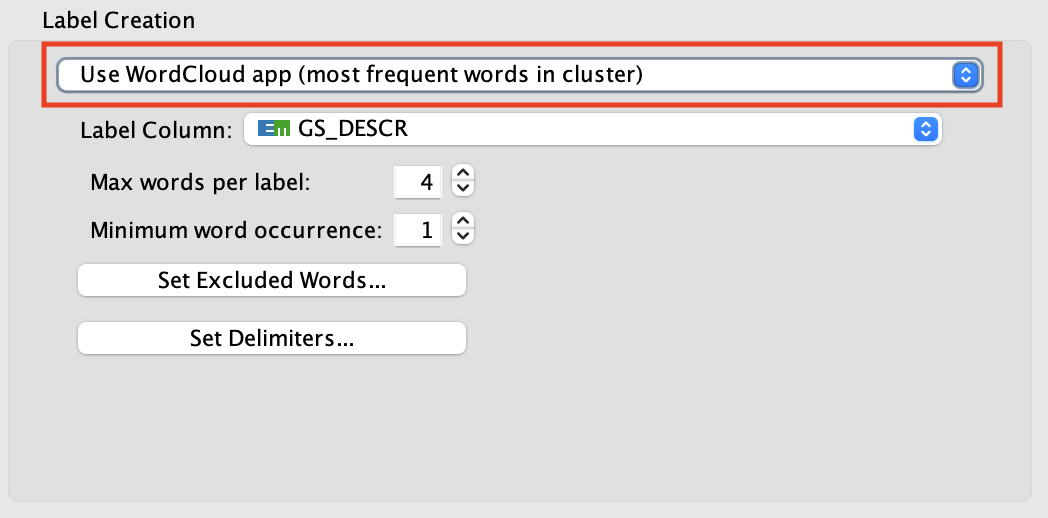 Label Creation
Use WordCloud app (most frequent words in cluster)
Label Column: EM GS_DESCR
Max words per label: 4
Minimum word occurrence: 1
Set Excluded Words...
Set Delimiters...